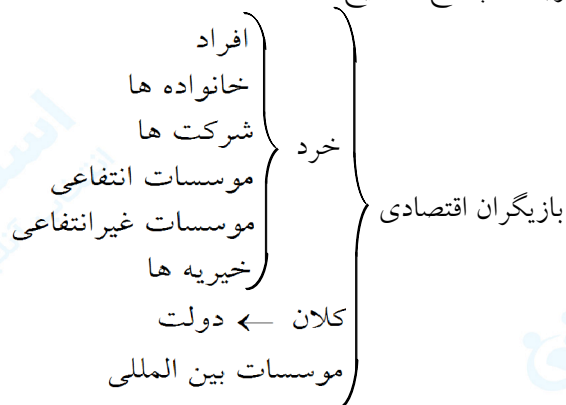 افراد
خانواده ها
شرکت ها
خرد
موسسات انتفاعی
بازیگران اقتصادی
موسسات غیرانتفاعی
خیریه ها
کلان ← دولت
موسسات بین المللی